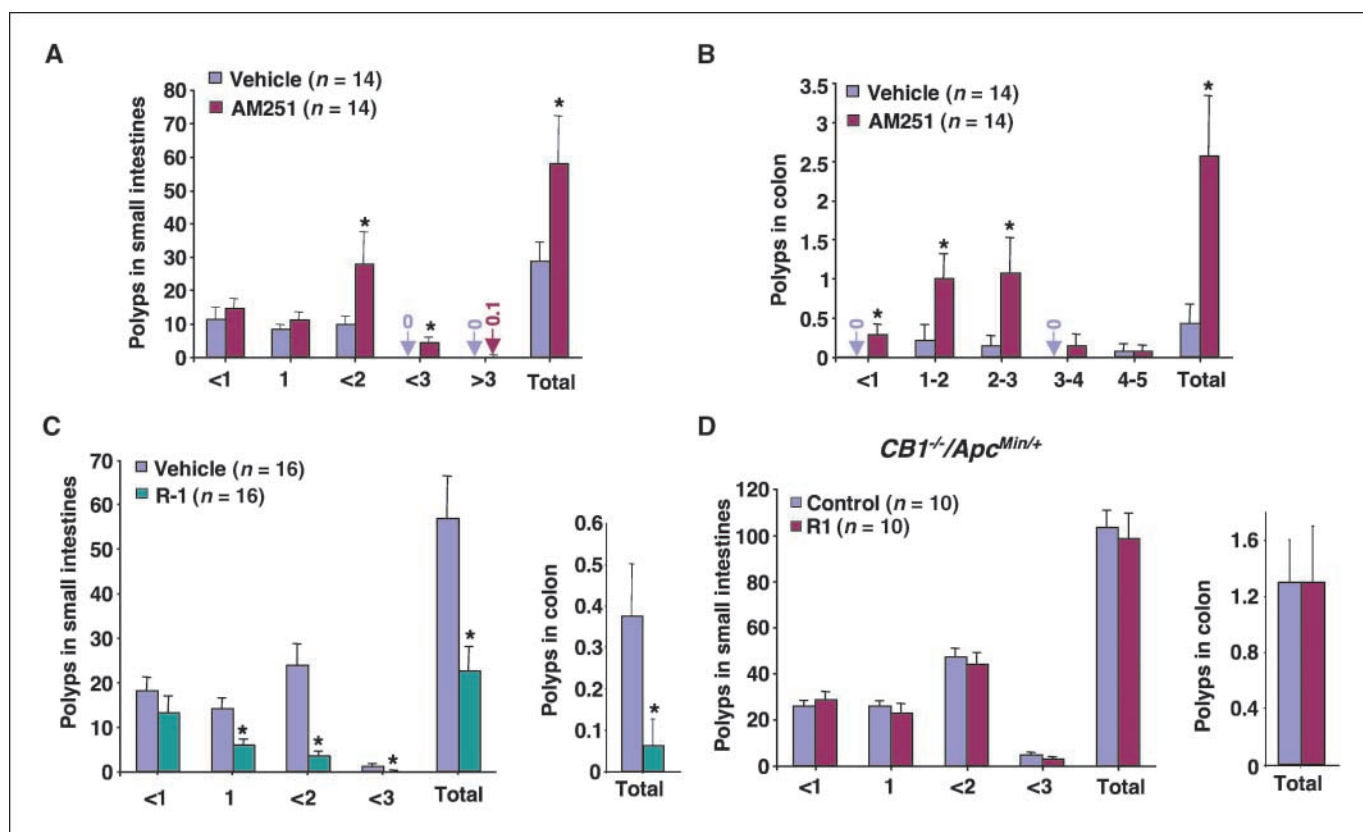 A
Vehicle (n = 14)
AM251 (n = 14)
Polyps in small intestines
80
70
60
50
40
30
20
10
0
0
0
0.1
<1 1 <2 <3 >3 Total
* * *
B
Vehicle (n = 14)
AM251 (n = 14)
Polyps in colon
3.5
3
2.5
2
1.5
1
0.5
0
0
0
<1 1-2 2-3 3-4 4-5 Total
* * * *
C
Vehicle (n = 16)
R-1 (n = 16)
Polyps in small intestines
70
60
50
40
30
20
10
0
<1 1 <2 <3 Total
* * * *
Polyps in colon
0.6
0.5
0.4
0.3
0.2
0.1
0
Total
*
D
CB1-/-/ApcMin/+
Control (n = 10)
R1 (n = 10)
Polyps in small intestines
120
100
80
60
40
20
0
<1 1 <2 <3 Total
Polyps in colon
1.6
1.2
0.8
0.4
Total